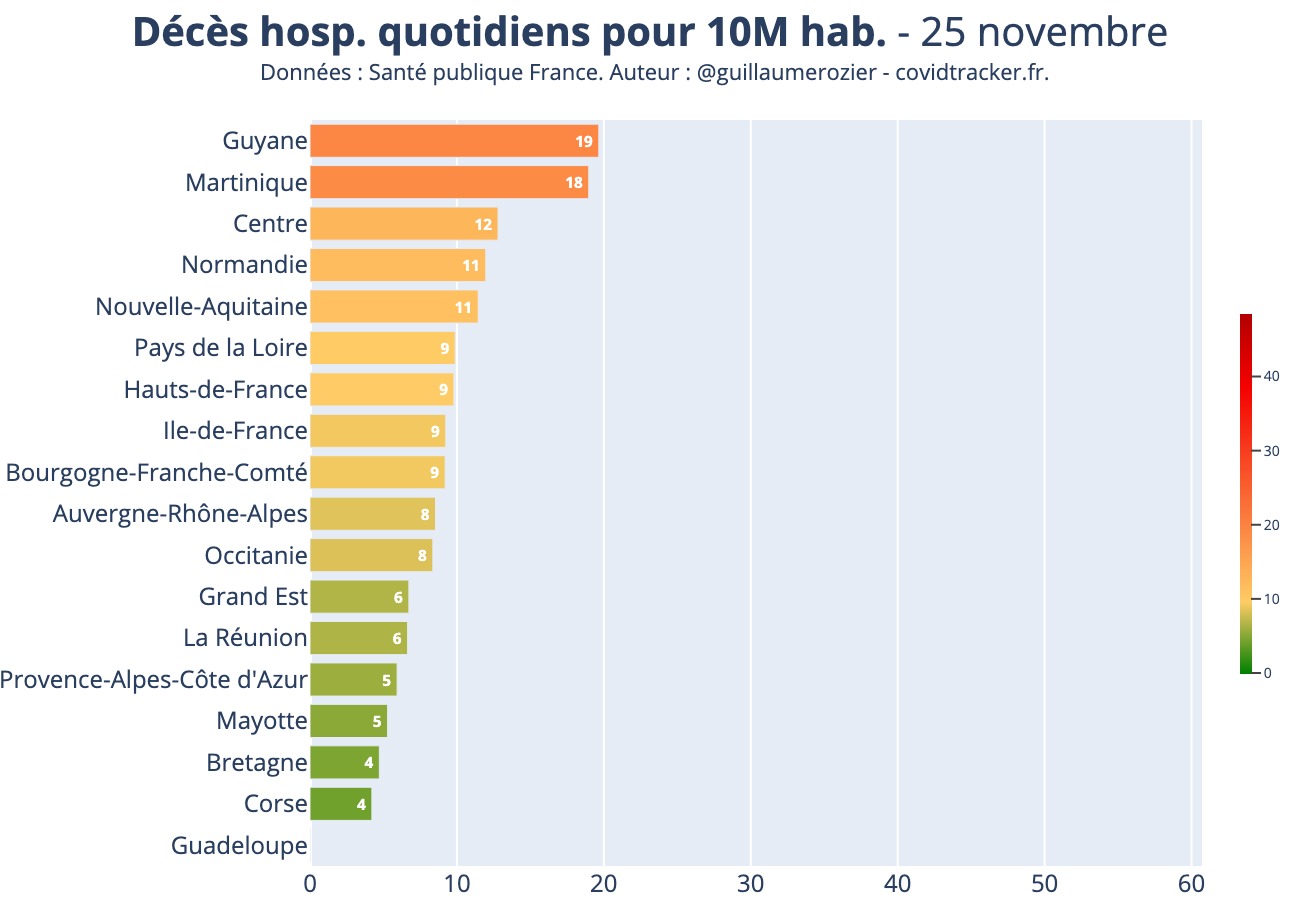 Décès hosp. quotidiens pour 10M hab. - 25 novembre
Données : Santé publique France. Auteur : @guillaumerozier - covidtracker.fr.
Guyane 19
Martinique 18
Centre 12
Normandie 11
Nouvelle-Aquitaine 11
Pays de la Loire 9
Hauts-de-France 9
Ile-de-France 9
Bourgogne-Franche-Comté 9
Auvergne-Rhône-Alpes 8
Occitanie 8
Grand Est 6
La Réunion 6
Provence-Alpes-Côte d'Azur 5
Mayotte 5
Bretagne 4
Corse 4
Guadeloupe
0 10 20 30 40 50 60
40
30
20
10
0